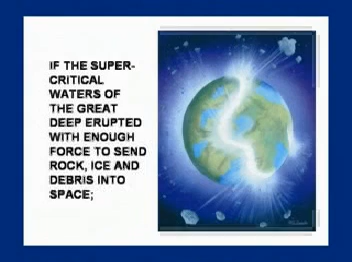 IF THE SUPER-
CRITICAL
WATERS OF
THE GREAT
DEEP ERUPTED
WITH ENOUGH
FORCE TO SEND
ROCK, ICE AND
DEBRIS INTO
SPACE;